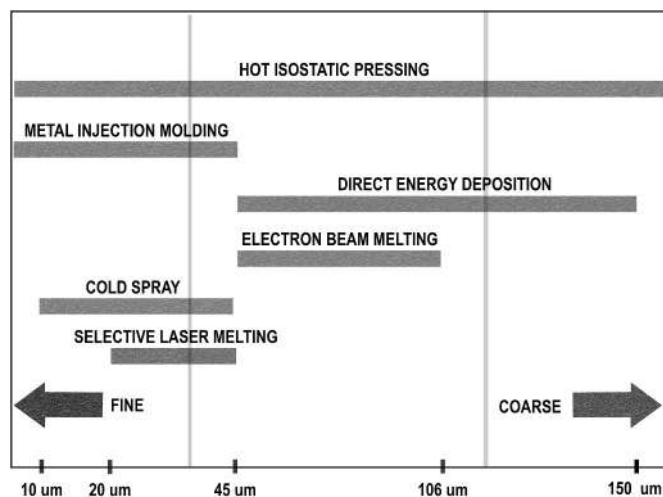 HOT ISOSTATIC PRESSING
METAL INJECTION MOLDING
DIRECT ENERGY DEPOSITION
ELECTRON BEAM MELTING
COLD SPRAY
SELECTIVE LASER MELTING
FINE COARSE
10 um 20 um 45 um 106 um 150 um